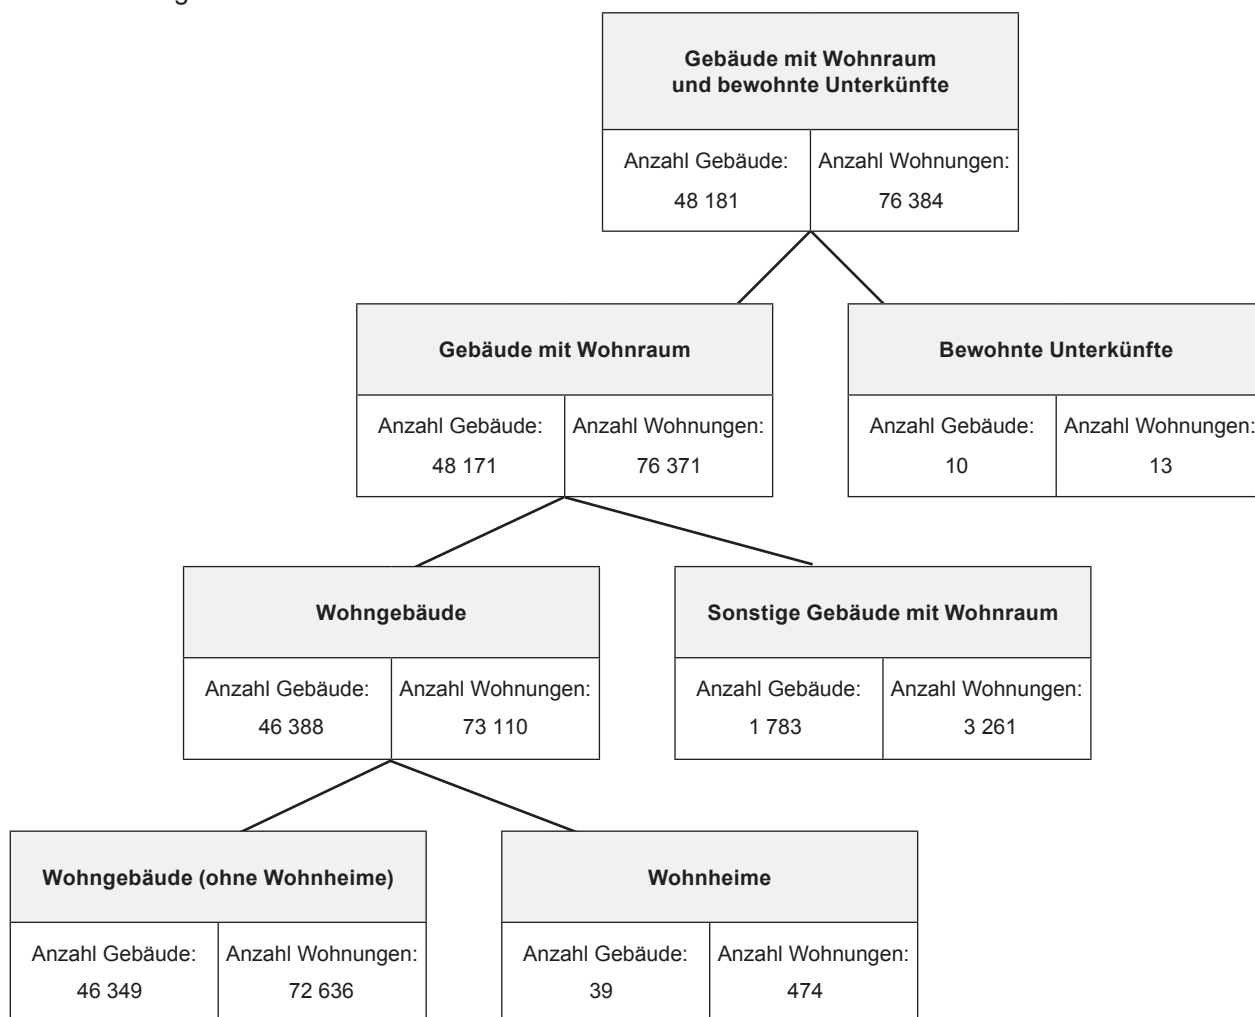 Gebäude mit Wohnraum
und bewohnte Unterkünfte
Anzahl Gebäude: Anzahl Wohnungen:
48 181 76 384
Gebäude mit Wohnraum Bewohnte Unterkünfte
Anzahl Gebäude: Anzahl Wohnungen: Anzahl Gebäude: Anzahl Wohnungen:
48 171 76 371 10 13
Wohngebäude Sonstige Gebäude mit Wohnraum
Anzahl Gebäude: Anzahl Wohnungen: Anzahl Gebäude: Anzahl Wohnungen:
46 388 73 110 1 783 3 261
Wohngebäude (ohne Wohnheime) Wohnheime
Anzahl Gebäude: Anzahl Wohnungen: Anzahl Gebäude: Anzahl Wohnungen:
46 349 72 636 39 474